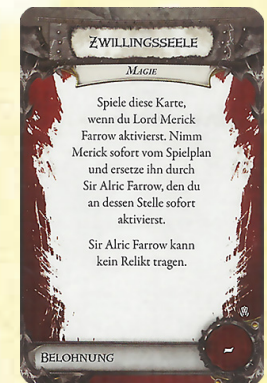 Zwillingsseele
Magie
Spiele diese Karte,
wenn du Lord Merick
Farrow aktivierst. Nimm
Merick sofort vom Spielplan
und ersetze ihn durch
Sir Alric Farrow, den du
an dessen Stelle sofort
aktivierst.
Sir Alric Farrow kann
kein Relikt tragen.
Belohnung
-